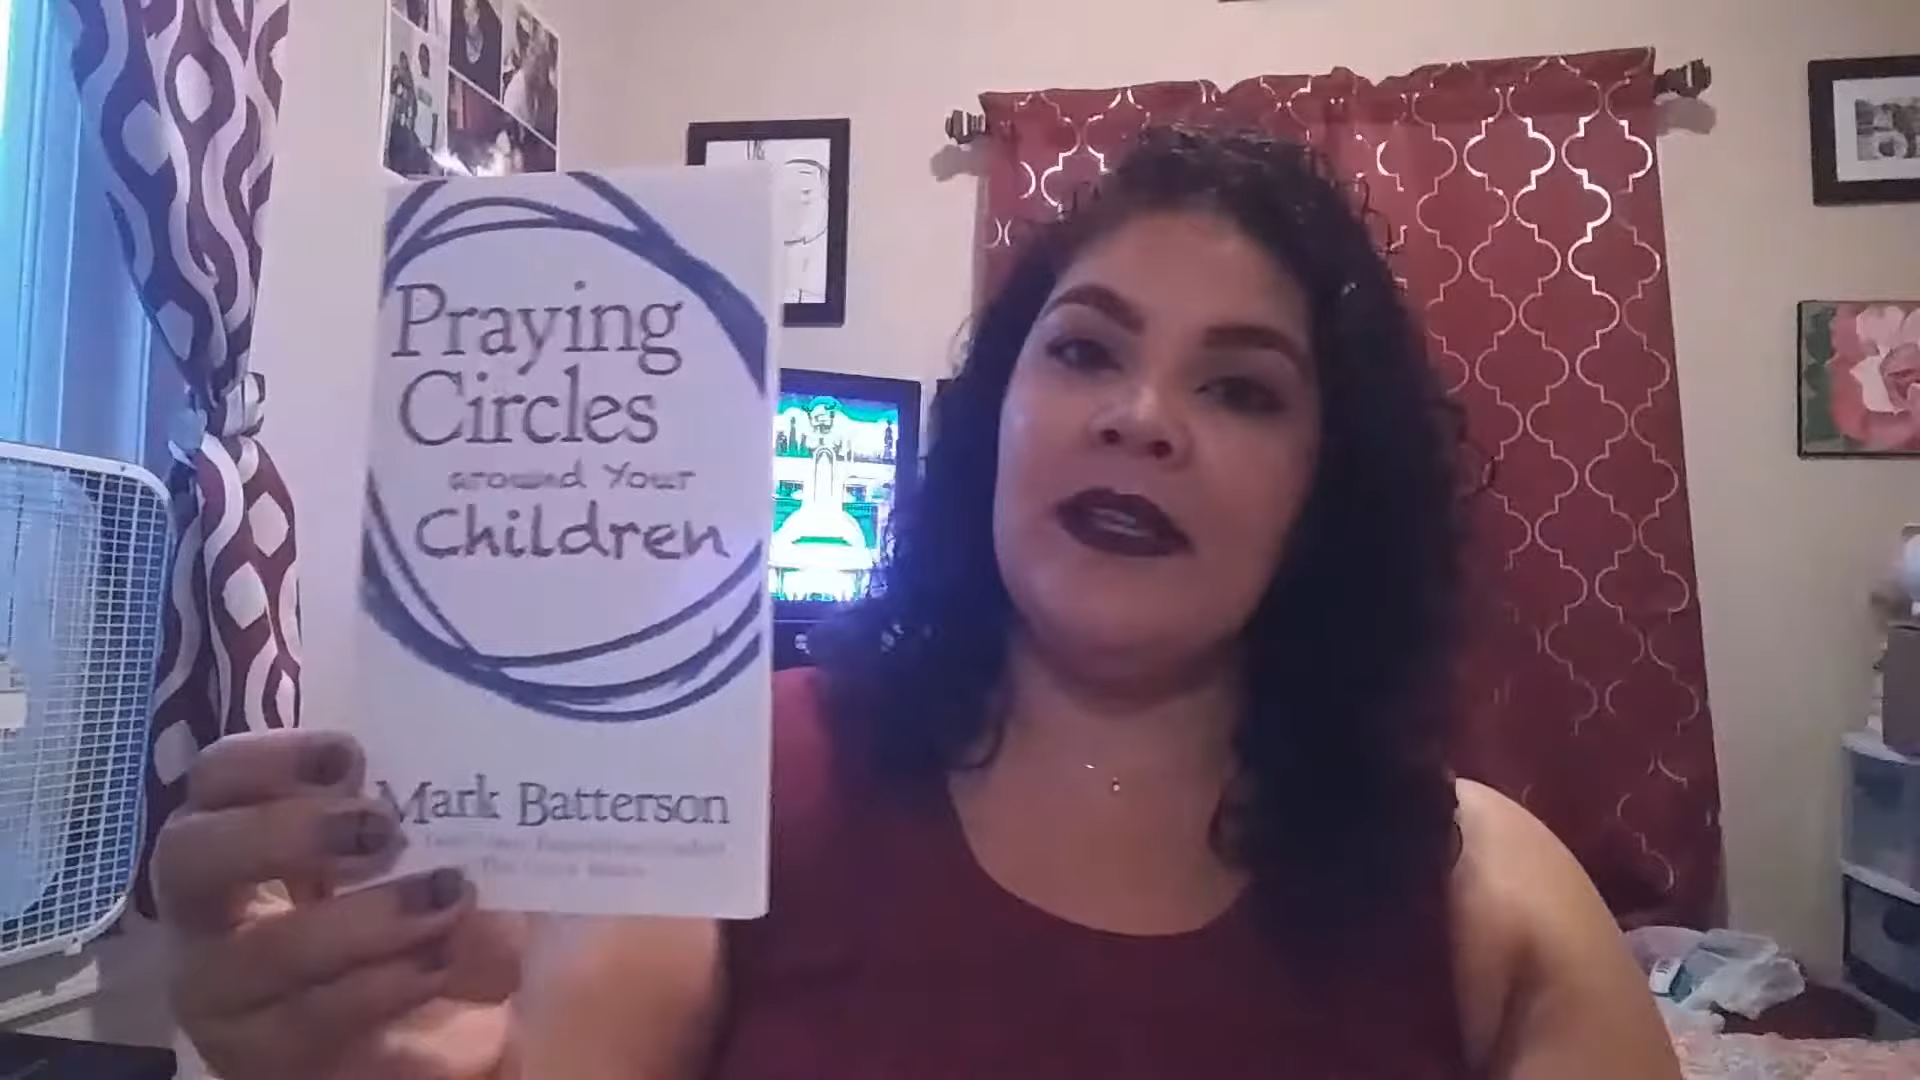 Praying
Circles
around Your
Children
Mark Batterson